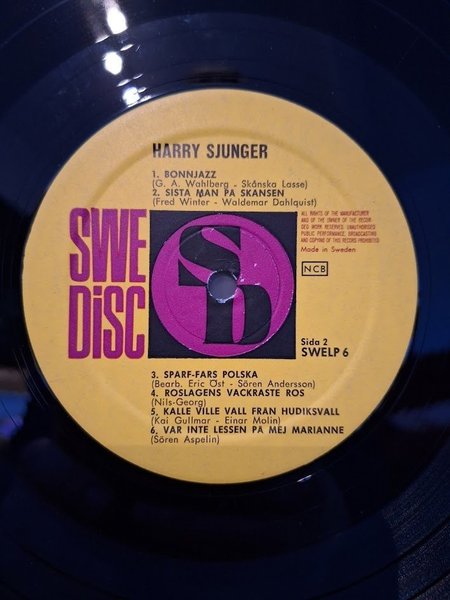 HARRY SJUNGER
1. BONNJAZZ
(G. A. Wahlberg - Skånska Lasse)
2. SISTA MAN PÅ SKANSEN
(Fred Winter - Waldemar Dahlquist)
ALL RIGHTS OF THE MANUFACTURER
AND OF THE OWNER OF THE RECOR-
DED WORK RESERVED. UNAUTHORISED
PUBLIC PERFORMANCE, BROADCASTING
AND COPYING OF THIS RECORD PROHIBITED
Made in Sweden
NCB
SWE
DiSC
SD
Sida 2
SWELP 6
3. SPARF-FARS POLSKA
(Bearb. Eric Öst - Sören Andersson)
4. ROSLAGENS VACKRASTE ROS
(Nils-Georg)
5. KALLE VILLE VALL FRAN HUDIKSVALL
(Kai Gullmar - Einar Molin)
6. VAR INTE LESSEN PÅ MEJ MARIANNE
(Sören Aspelin)